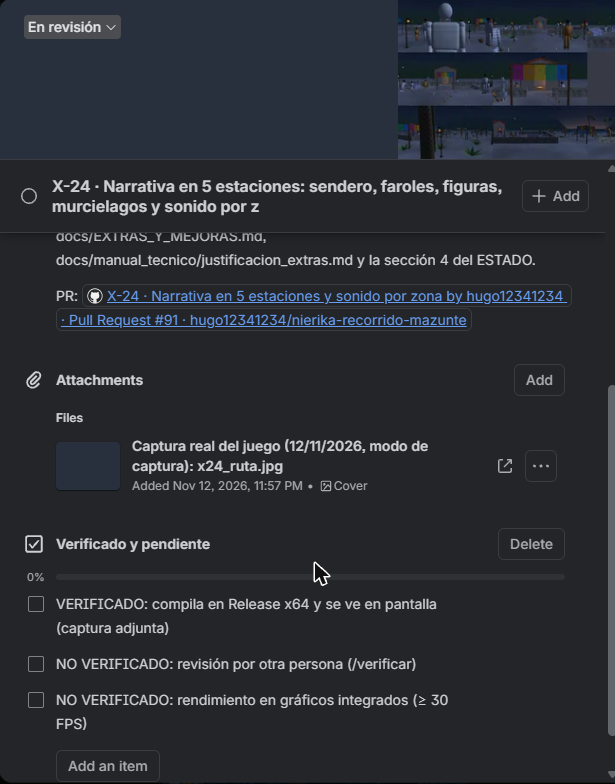 En revisión
X-24 · Narrativa en 5 estaciones: sendero, faroles, figuras,
murcielagos y sonido por z
+ Add
docs/EXTRAS_Y_MEJORAS.md,
docs/manual_tecnico/justificacion_extras.md y la sección 4 del ESTADO.
PR: X-24 · Narrativa en 5 estaciones y sonido por zona by hugo12341234
· Pull Request #91 · hugo12341234/nierika-recorrido-mazunte
Attachments
Add
Files
Captura real del juego (12/11/2026, modo de
captura): x24_ruta.jpg
Added Nov 12, 2026, 11:57 PM • Cover
Verificado y pendiente
Delete
0%
VERIFICADO: compila en Release x64 y se ve en pantalla
(captura adjunta)
NO VERIFICADO: revisión por otra persona (/verificar)
NO VERIFICADO: rendimiento en gráficos integrados (≥ 30
FPS)
Add an item